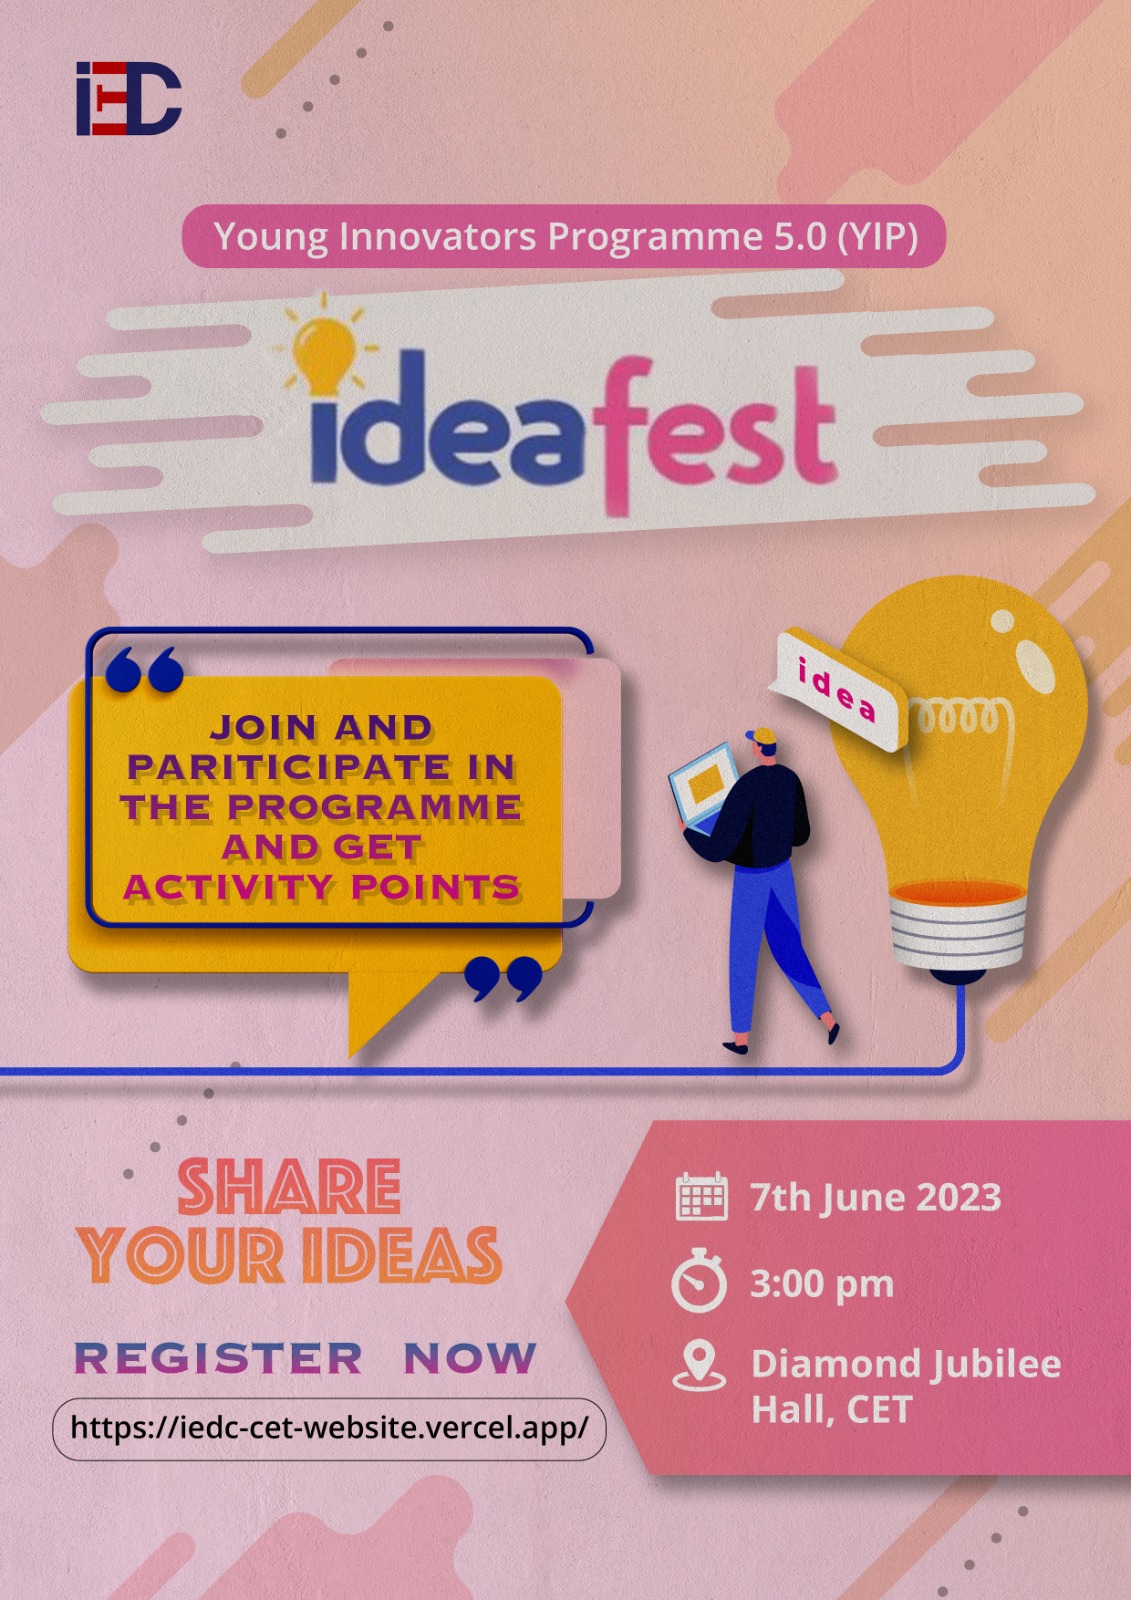 iEDC
Young Innovators Programme 5.0 (YIP)
ideafest
“
JOIN AND
PARITICIPATE IN
THE PROGRAMME
AND GET
ACTIVITY POINTS
”
idea
SHARE
YOUR IDEAS
REGISTER NOW
https://iedc-cet-website.vercel.app/
7th June 2023
3:00 pm
Diamond Jubilee
Hall, CET